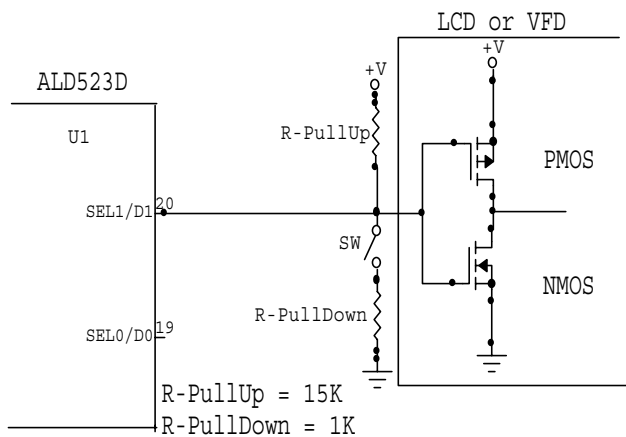 LCD or VFD
+V
+V
ALD523D
U1
R-PullUp
PMOS
SEL1/D1
20
SW
NMOS
R-PullDown
SEL0/D0
19
R-PullUp = 15K
R-PullDown = 1K